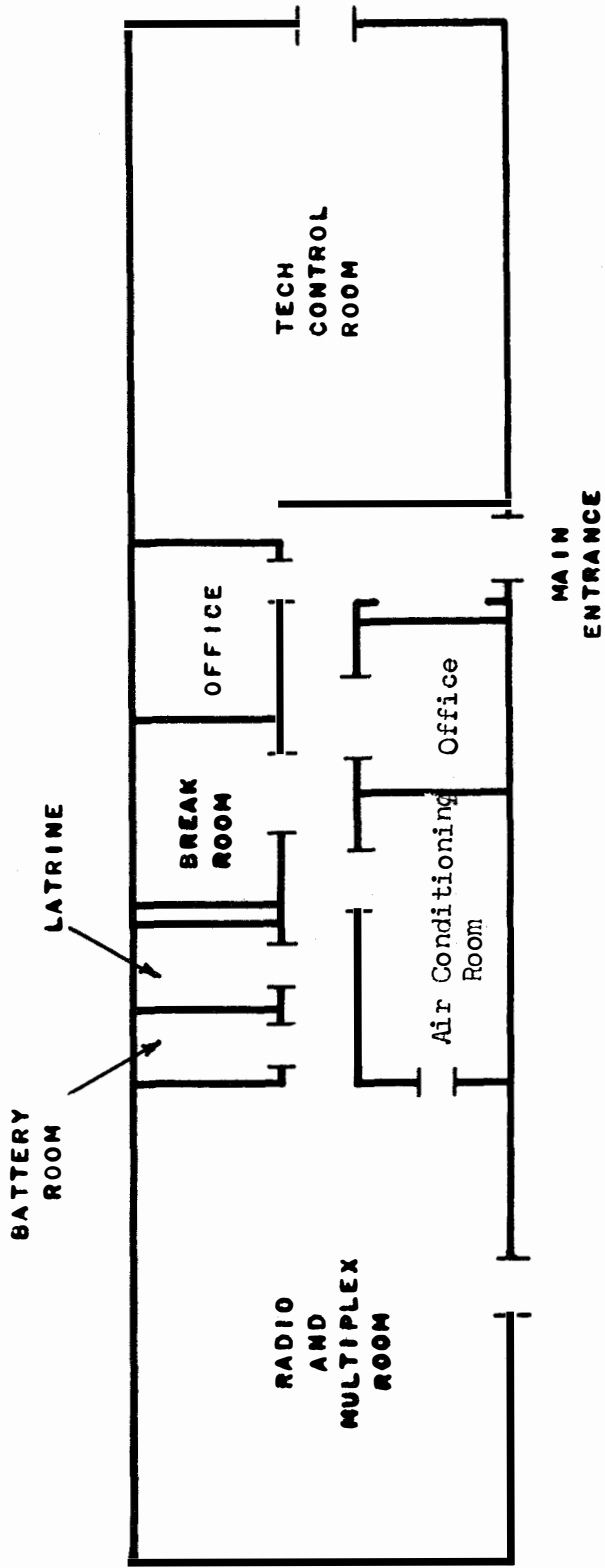 BATTERY
ROOM
LATRINE
BREAK
ROOM
OFFICE
TECH
CONTROL
ROOM
RADIO
AND
MULTIPLEX
ROOM
Air Conditioning
Room
Office
MAIN
ENTRANCE